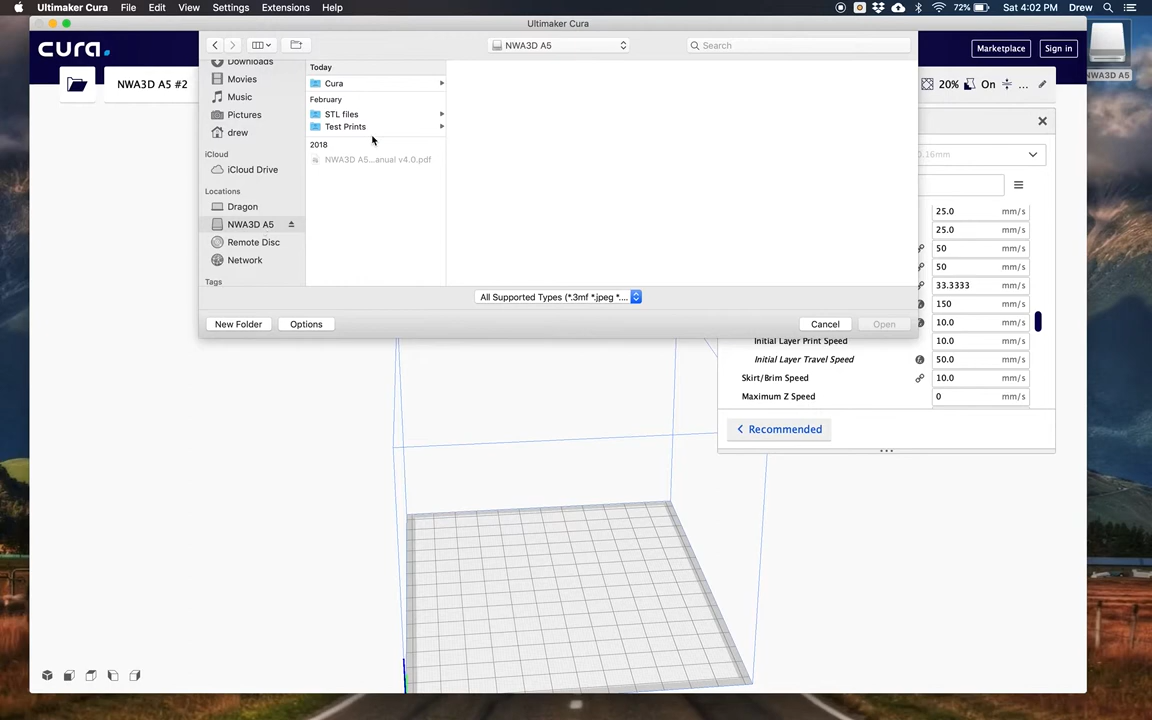 Ultimaker Cura File Edit View Settings Extensions Help 72% Sat 4:02 PM Drew
Ultimaker Cura
cura.
NWA3D A5
Search
Marketplace
Sign in
NWA3D A5
NWA3D A5 #2
20%
On
...
Downloads
Movies
Music
Pictures
drew
iCloud
iCloud Drive
Locations
Dragon
NWA3D A5
Remote Disc
Network
Tags
Today
Cura
February
STL files
Test Prints
2018
NWA3D A5...anual v4.0.pdf
All Supported Types (*.3mf *.jpeg *....
New Folder
Options
Cancel
Open
0.16mm
25.0 mm/s
25.0 mm/s
50 mm/s
50 mm/s
33.3333 mm/s
150 mm/s
10.0 mm/s
Initial Layer Print Speed 10.0 mm/s
Initial Layer Travel Speed 50.0 mm/s
Skirt/Brim Speed 10.0 mm/s
Maximum Z Speed 0 mm/s
Recommended